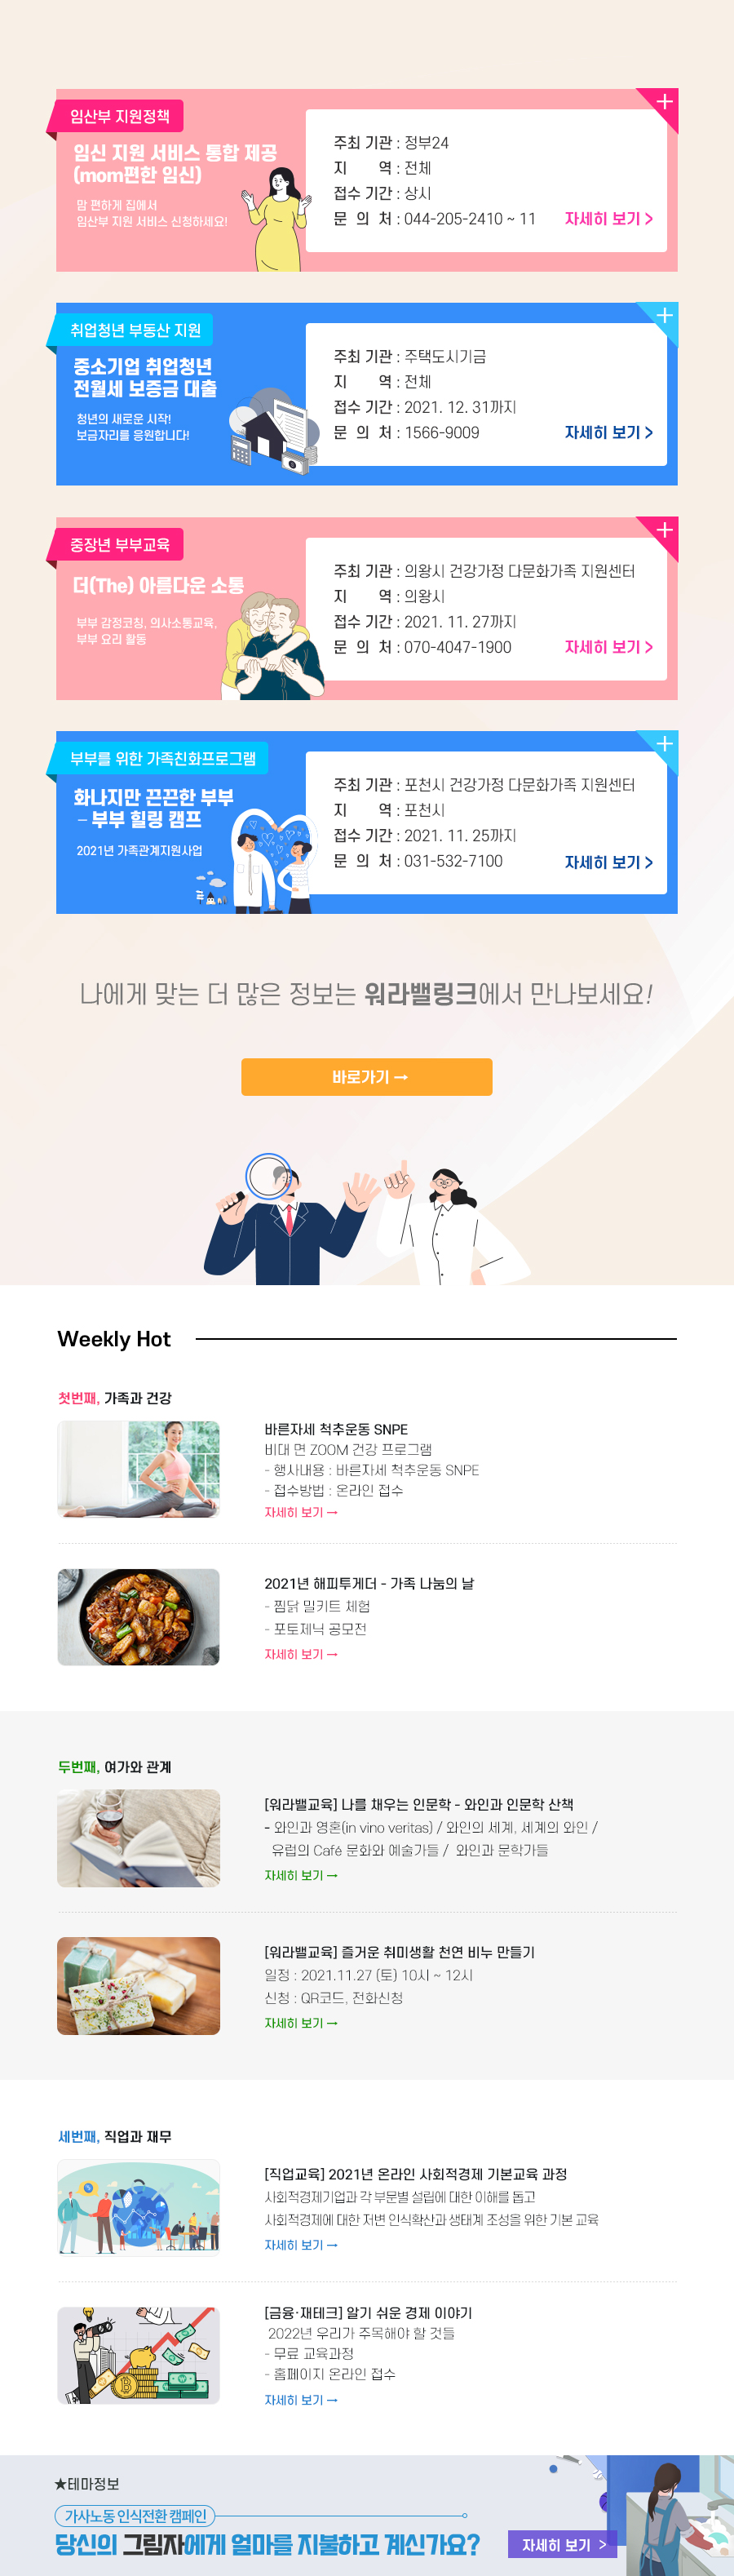 임산부 지원정책
임신 지원 서비스 통합 제공
(mom편한 임신)
맘 편하게 집에서
임산부 지원 서비스 신청하세요!
주최 기관 : 정부24
지 역 : 전체
접수 기간 : 상시
문 의 처 : 044-205-2410 ~ 11
자세히 보기 >
취업청년 부동산 지원
중소기업 취업청년
전월세 보증금 대출
청년의 새로운 시작!
보금자리를 응원합니다!
주최 기관 : 주택도시기금
지 역 : 전체
접수 기간 : 2021. 12. 31까지
문 의 처 : 1566-9009
자세히 보기 >
중장년 부부교육
더(The) 아름다운 소통
부부 감정코칭, 의사소통교육,
부부 요리 활동
주최 기관 : 의왕시 건강가정 다문화가족 지원센터
지 역 : 의왕시
접수 기간 : 2021. 11. 27까지
문 의 처 : 070-4047-1900
자세히 보기 >
부부를 위한 가족친화프로그램
화나지만 끈끈한 부부
– 부부 힐링 캠프
2021년 가족관계지원사업
주최 기관 : 포천시 건강가정 다문화가족 지원센터
지 역 : 포천시
접수 기간 : 2021. 11. 25까지
문 의 처 : 031-532-7100
자세히 보기 >
나에게 맞는 더 많은 정보는 워라밸링크에서 만나보세요!
바로가기 →
Weekly Hot
첫번째, 가족과 건강
바른자세 척추운동 SNPE
비대 면 ZOOM 건강 프로그램
- 행사내용 : 바른자세 척추운동 SNPE
- 접수방법 : 온라인 접수
자세히 보기 →
2021년 해피투게더 - 가족 나눔의 날
- 찜닭 밀키트 체험
- 포토제닉 공모전
자세히 보기 →
두번째, 여가와 관계
[워라밸교육] 나를 채우는 인문학 - 와인과 인문학 산책
- 와인과 영혼(in vino veritas) / 와인의 세계, 세계의 와인 /
유럽의 Café 문화와 예술가들 / 와인과 문학가들
자세히 보기 →
[워라밸교육] 즐거운 취미생활 천연 비누 만들기
일정 : 2021.11.27 (토) 10시 ~ 12시
신청 : QR코드, 전화신청
자세히 보기 →
세번째, 직업과 재무
[직업교육] 2021년 온라인 사회적경제 기본교육 과정
사회적경제기업과 각 부문별 설립에 대한 이해를 돕고
사회적경제에 대한 저변 인식확산과 생태계 조성을 위한 기본 교육
자세히 보기 →
[금융·재테크] 알기 쉬운 경제 이야기
2022년 우리가 주목해야 할 것들
- 무료 교육과정
- 홈페이지 온라인 접수
자세히 보기 →
★테마정보
가사노동 인식전환 캠페인
당신의 그림자에게 얼마를 지불하고 계신가요?
자세히 보기 >